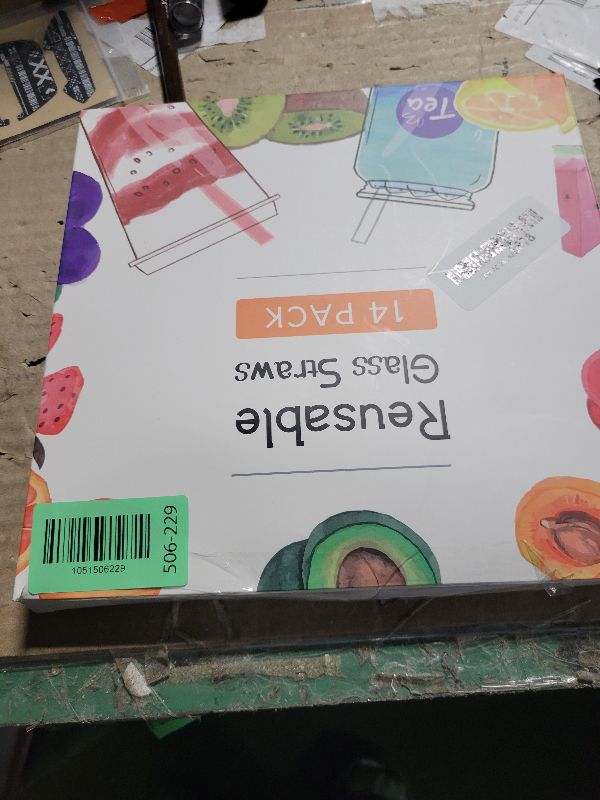 Reusable
Glass Straws
14 PACK
Tea
506-229
1051506229